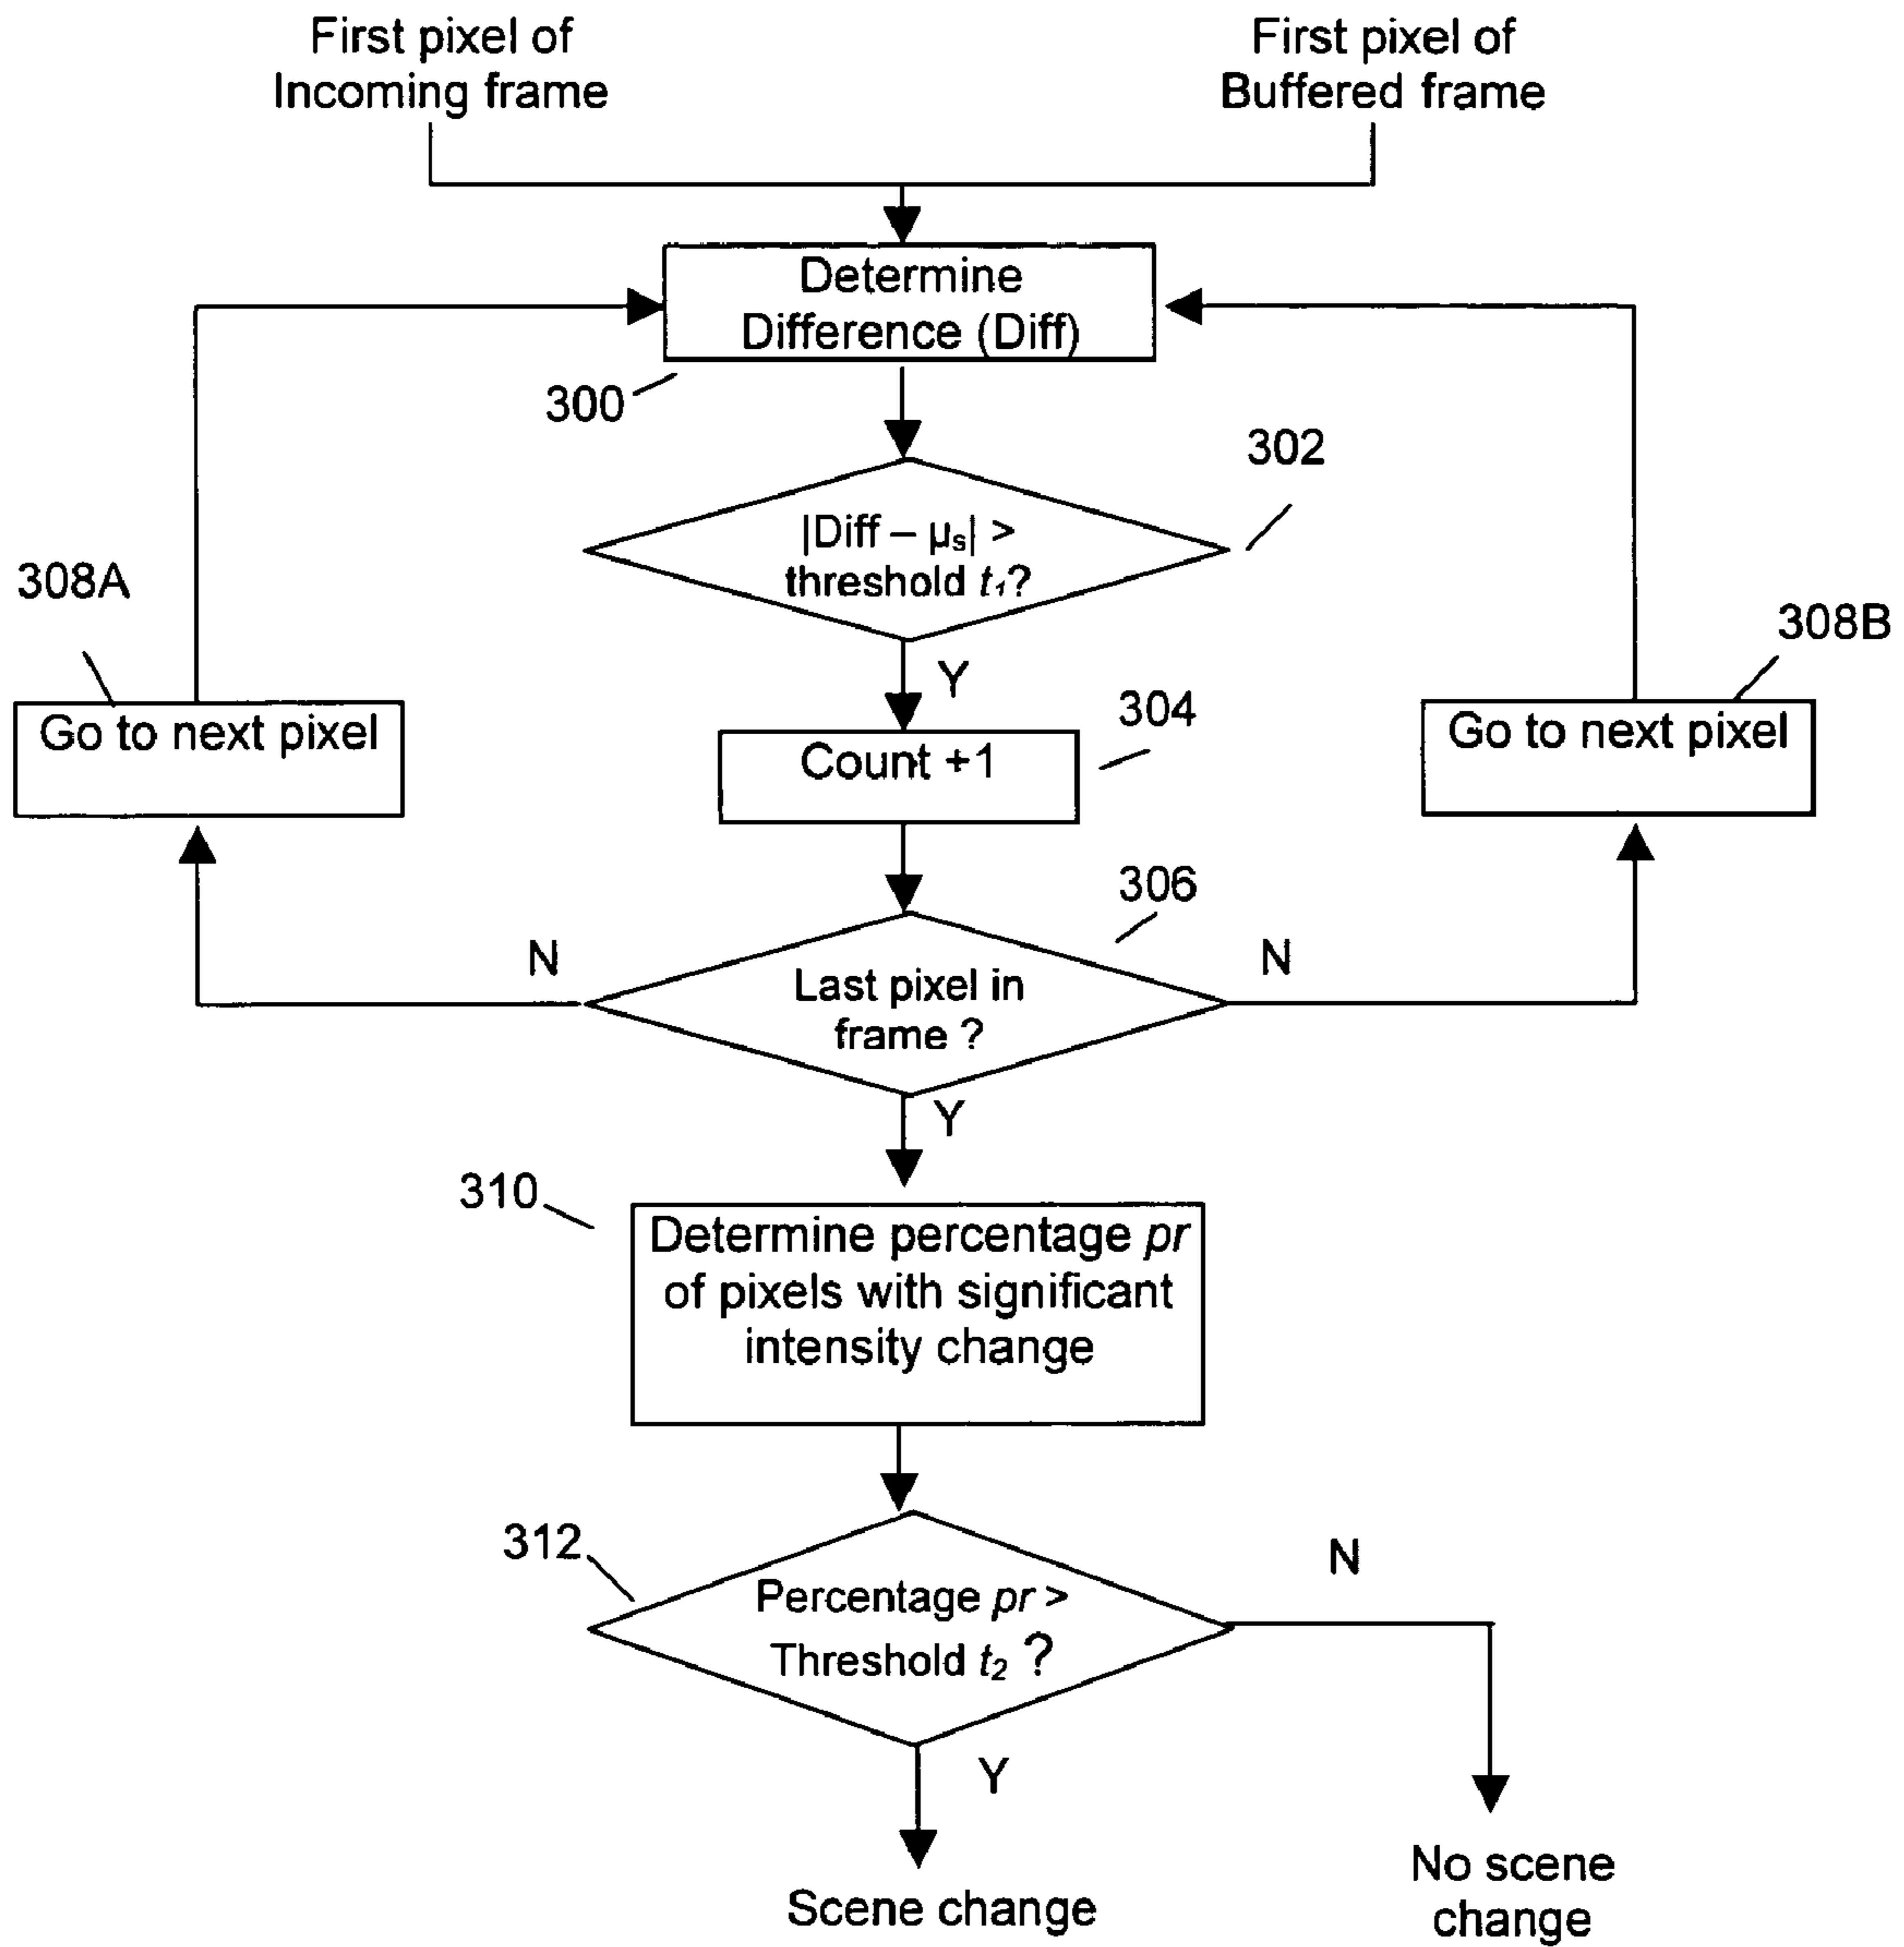 First pixel of
Incoming frame
First pixel of
Buffered frame
Determine
Difference (Diff)
300
302
|Diff – μs| >
threshold t1?
308A
308B
Y
Go to next pixel
304
Go to next pixel
Count +1
306
N
N
Last pixel in
frame ?
Y
310
Determine percentage pr
of pixels with significant
intensity change
312
N
Percentage pr >
Threshold t2 ?
Y
No scene
change
Scene change